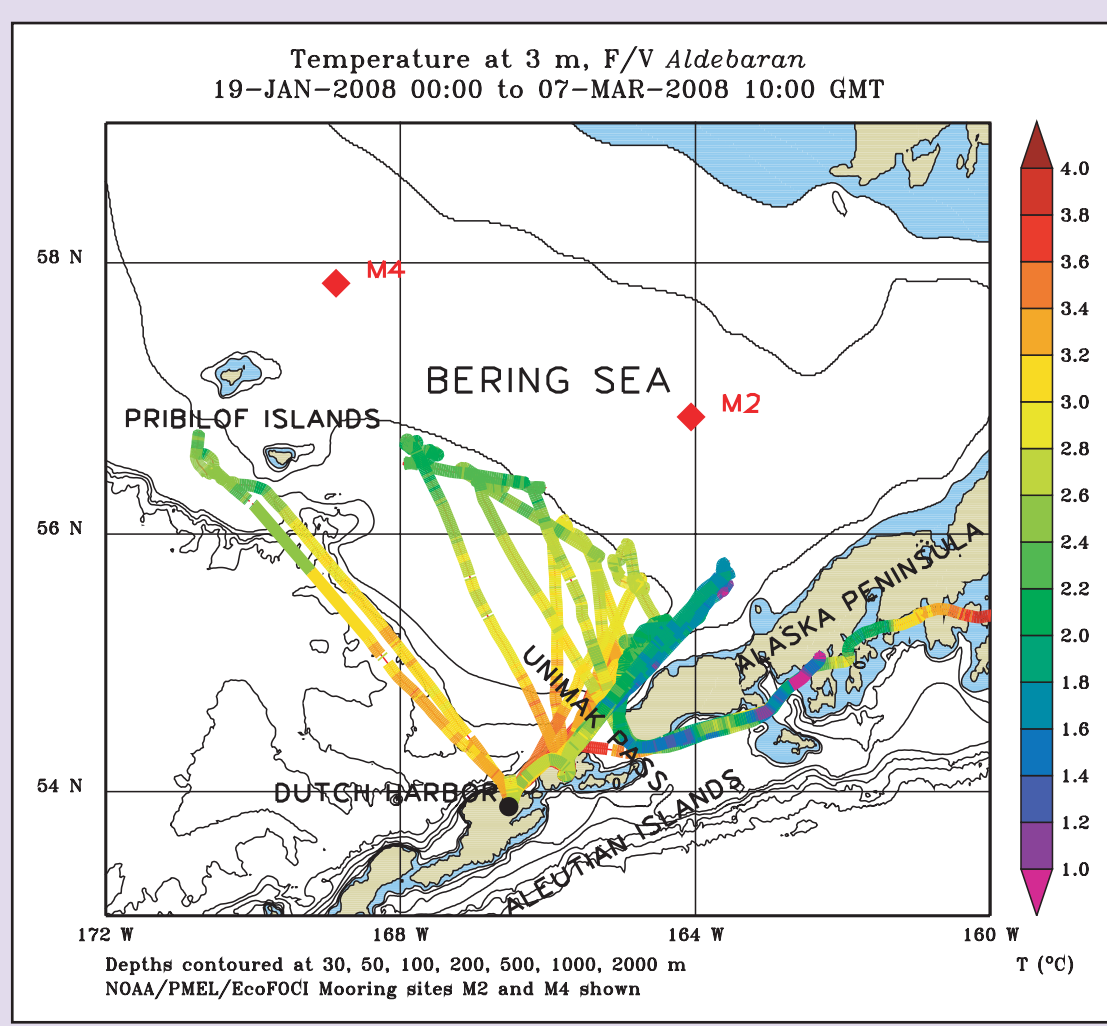 Temperature at 3 m, F/V Aldebaran
19-JAN-2008 00:00 to 07-MAR-2008 10:00 GMT
58 N
56 N
54 N
172 W
168 W
164 W
160 W
M4
BERING SEA
M2
PRIBILOF ISLANDS
ALASKA PENINSULA
UNIMAK PASS
DUTCH HARBOR
ALEUTIAN ISLANDS
4.0
3.8
3.6
3.4
3.2
3.0
2.8
2.6
2.4
2.2
2.0
1.8
1.6
1.4
1.2
1.0
T (°C)
Depths contoured at 30, 50, 100, 200, 500, 1000, 2000 m
NOAA/PMEL/EcoFOCI Mooring sites M2 and M4 shown